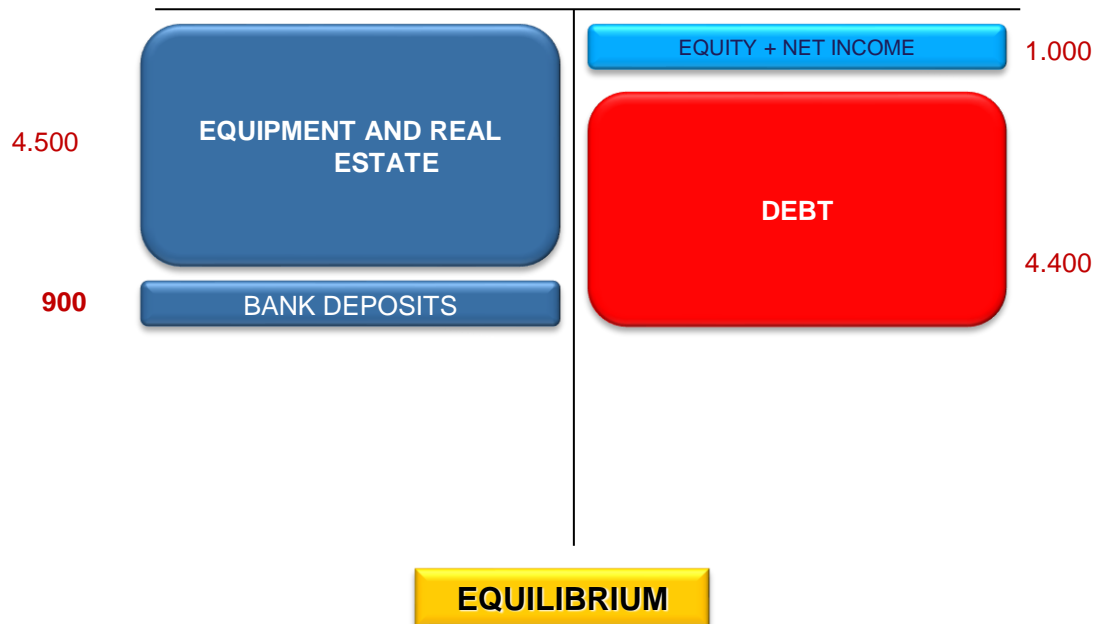 4.500
EQUIPMENT AND REAL
ESTATE
900
BANK DEPOSITS
EQUITY + NET INCOME
1.000
DEBT
4.400
EQUILIBRIUM